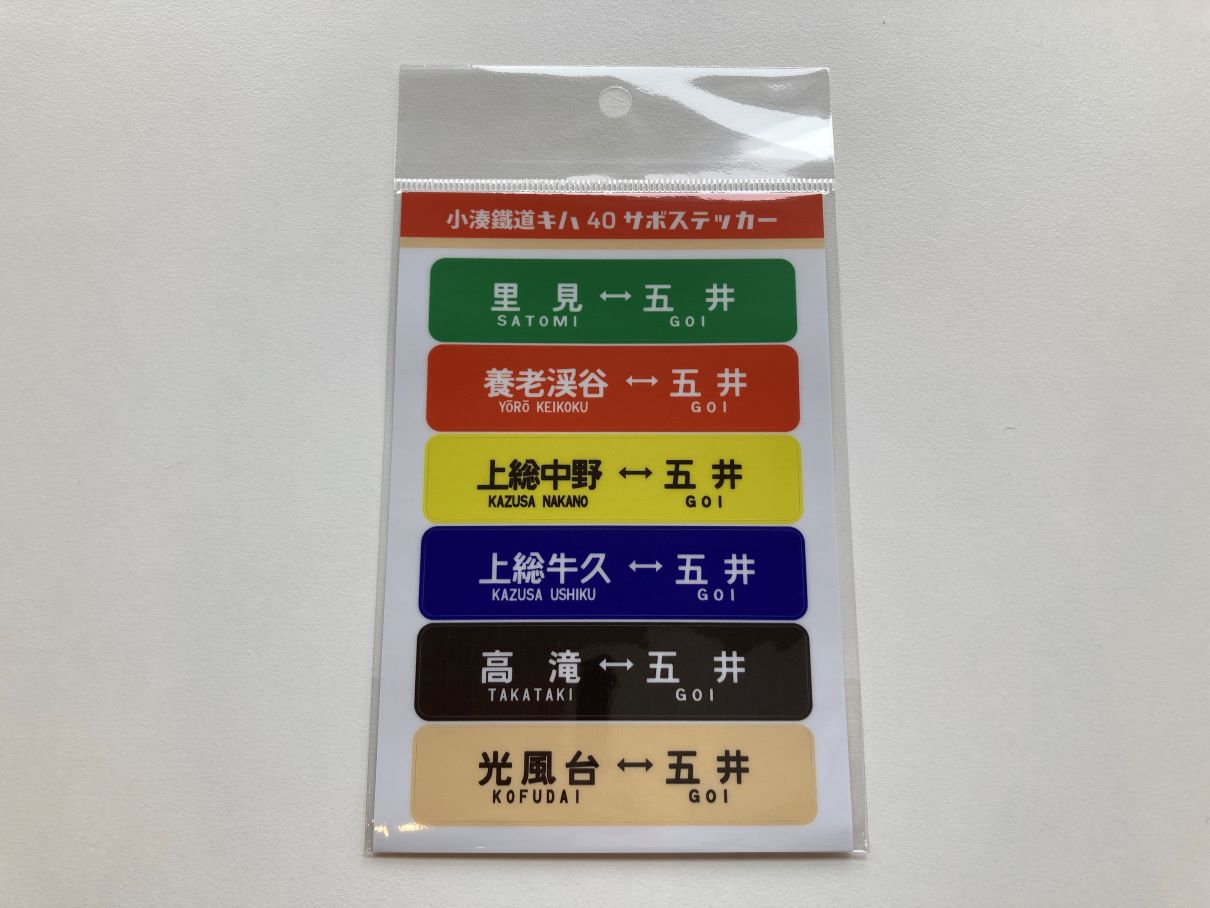 小湊鐵道キハ40サボステッカー
里見↔五井
SATOMI GOI
養老渓谷↔五井
YŌRŌ KEIKOKU GOI
上総中野↔五井
KAZUSA NAKANO GOI
上総牛久↔五井
KAZUSA USHIKU GOI
高滝↔五井
TAKATAKI GOI
光風台↔五井
KOFUDAI GOI